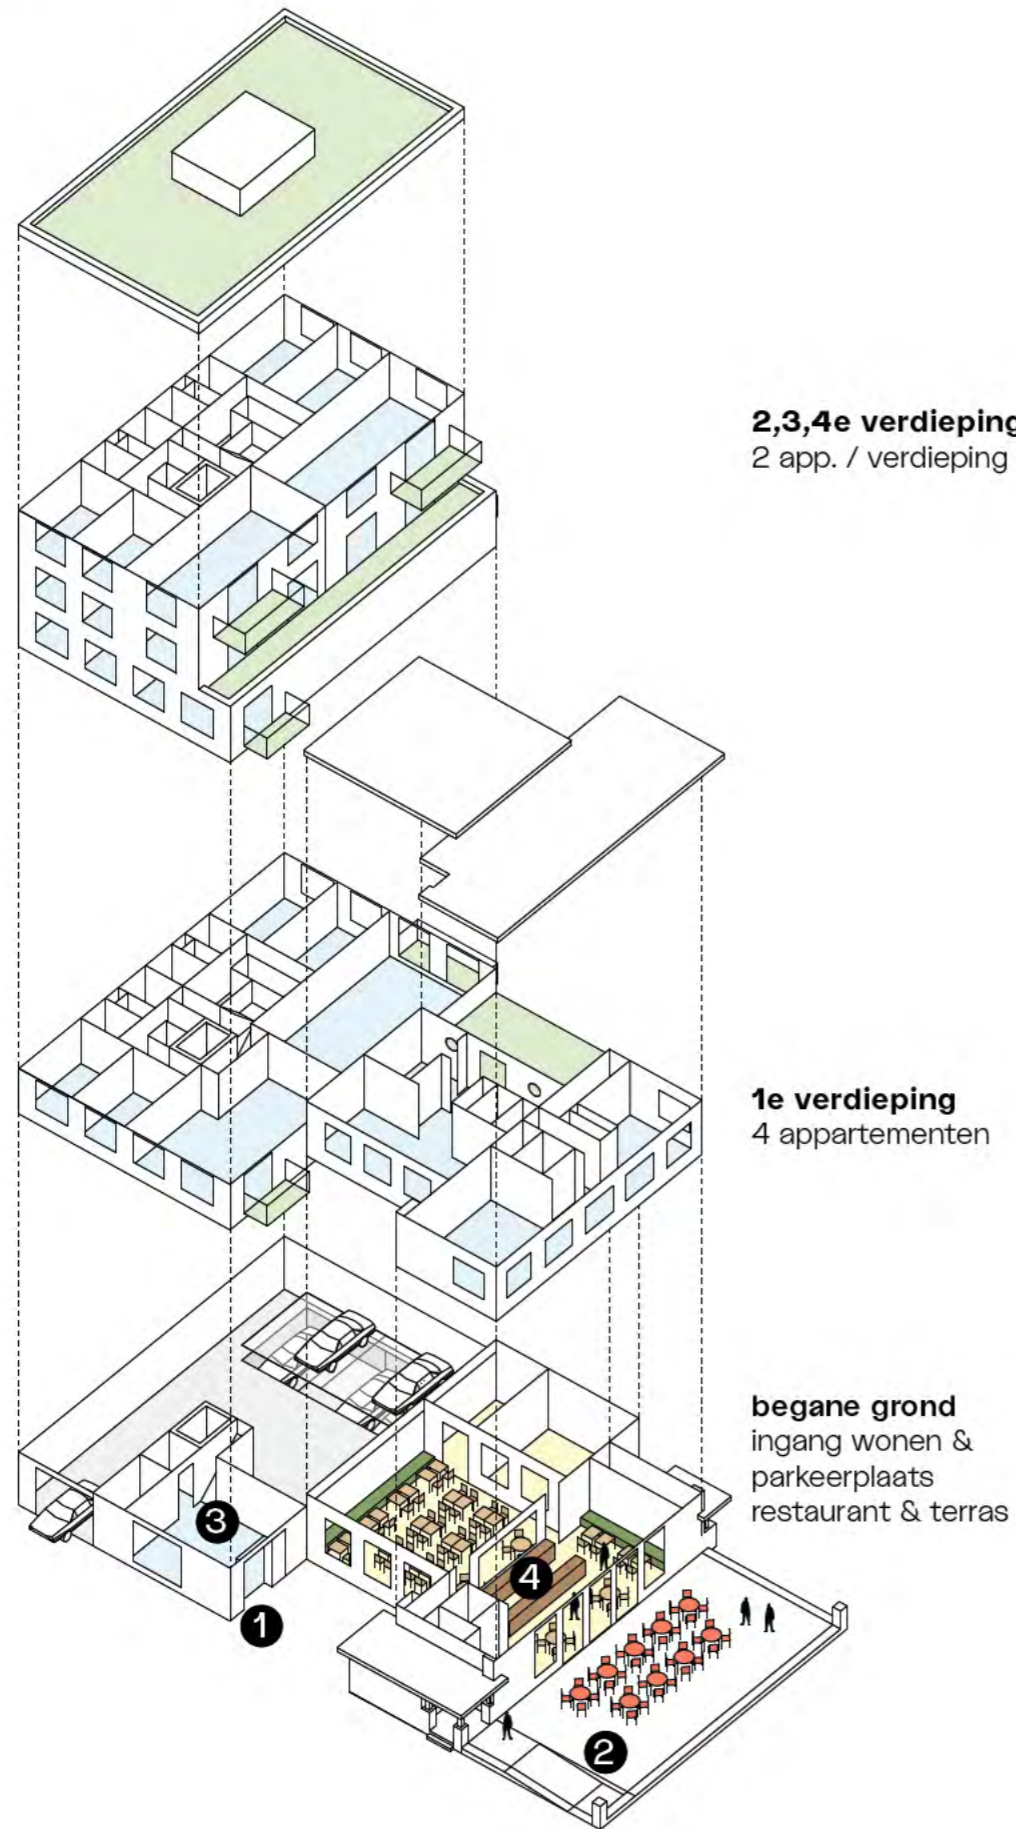 2,3,4e verdieping
2 app. / verdieping
1e verdieping
4 appartementen
begane grond
ingang wonen &
parkeerplaats
restaurant & terras
3
4
1
2